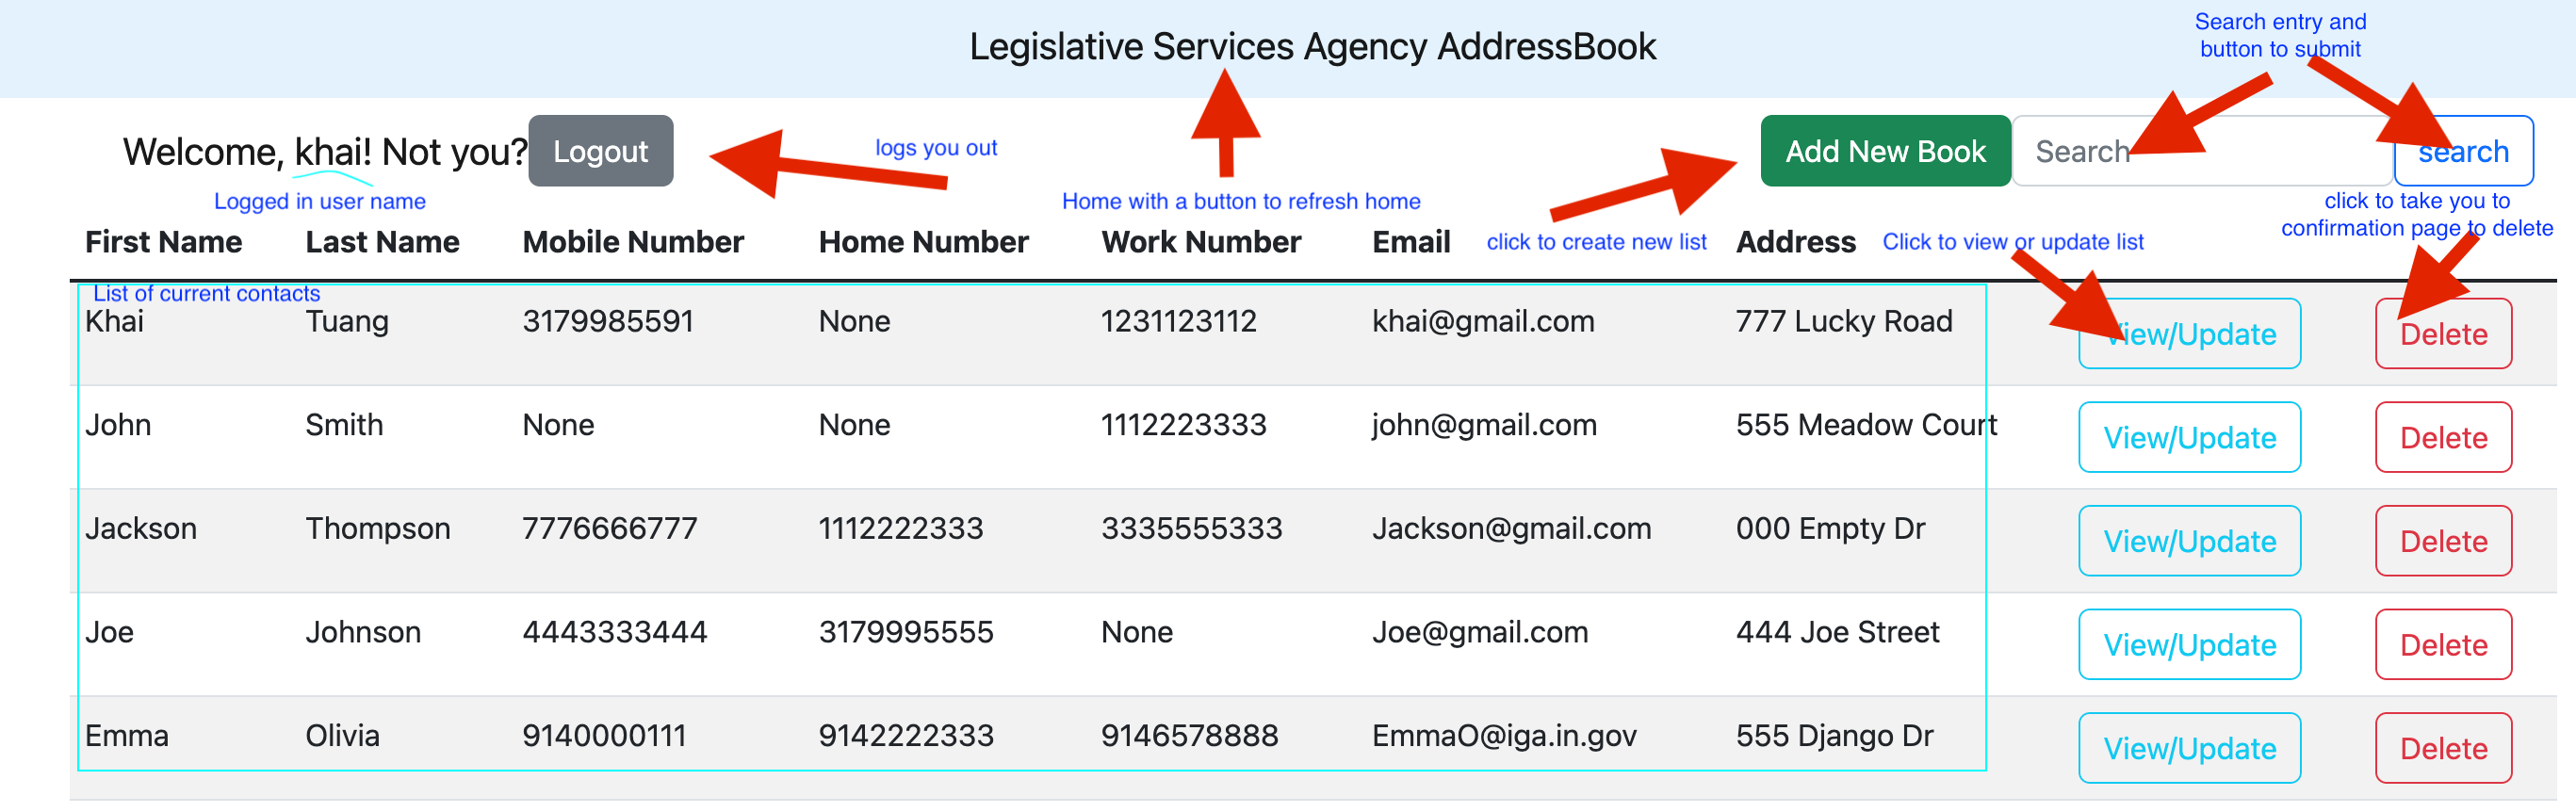 Search entry and
button to submit
Legislative Services Agency AddressBook
Welcome, khai! Not you? Logout
logs you out
Add New Book Search search
Logged in user name
Home with a button to refresh home
click to take you to
confirmation page to delete
First Name Last Name Mobile Number Home Number Work Number Email click to create new list Address Click to view or update list
List of current contacts
Khai Tuang 3179985591 None 1231123112 khai@gmail.com 777 Lucky Road View/Update Delete
John Smith None None 1112223333 john@gmail.com 555 Meadow Court View/Update Delete
Jackson Thompson 7776666777 1112222333 3335555333 Jackson@gmail.com 000 Empty Dr View/Update Delete
Joe Johnson 4443333444 3179995555 None Joe@gmail.com 444 Joe Street View/Update Delete
Emma Olivia 9140000111 9142222333 9146578888 EmmaO@iga.in.gov 555 Django Dr View/Update Delete